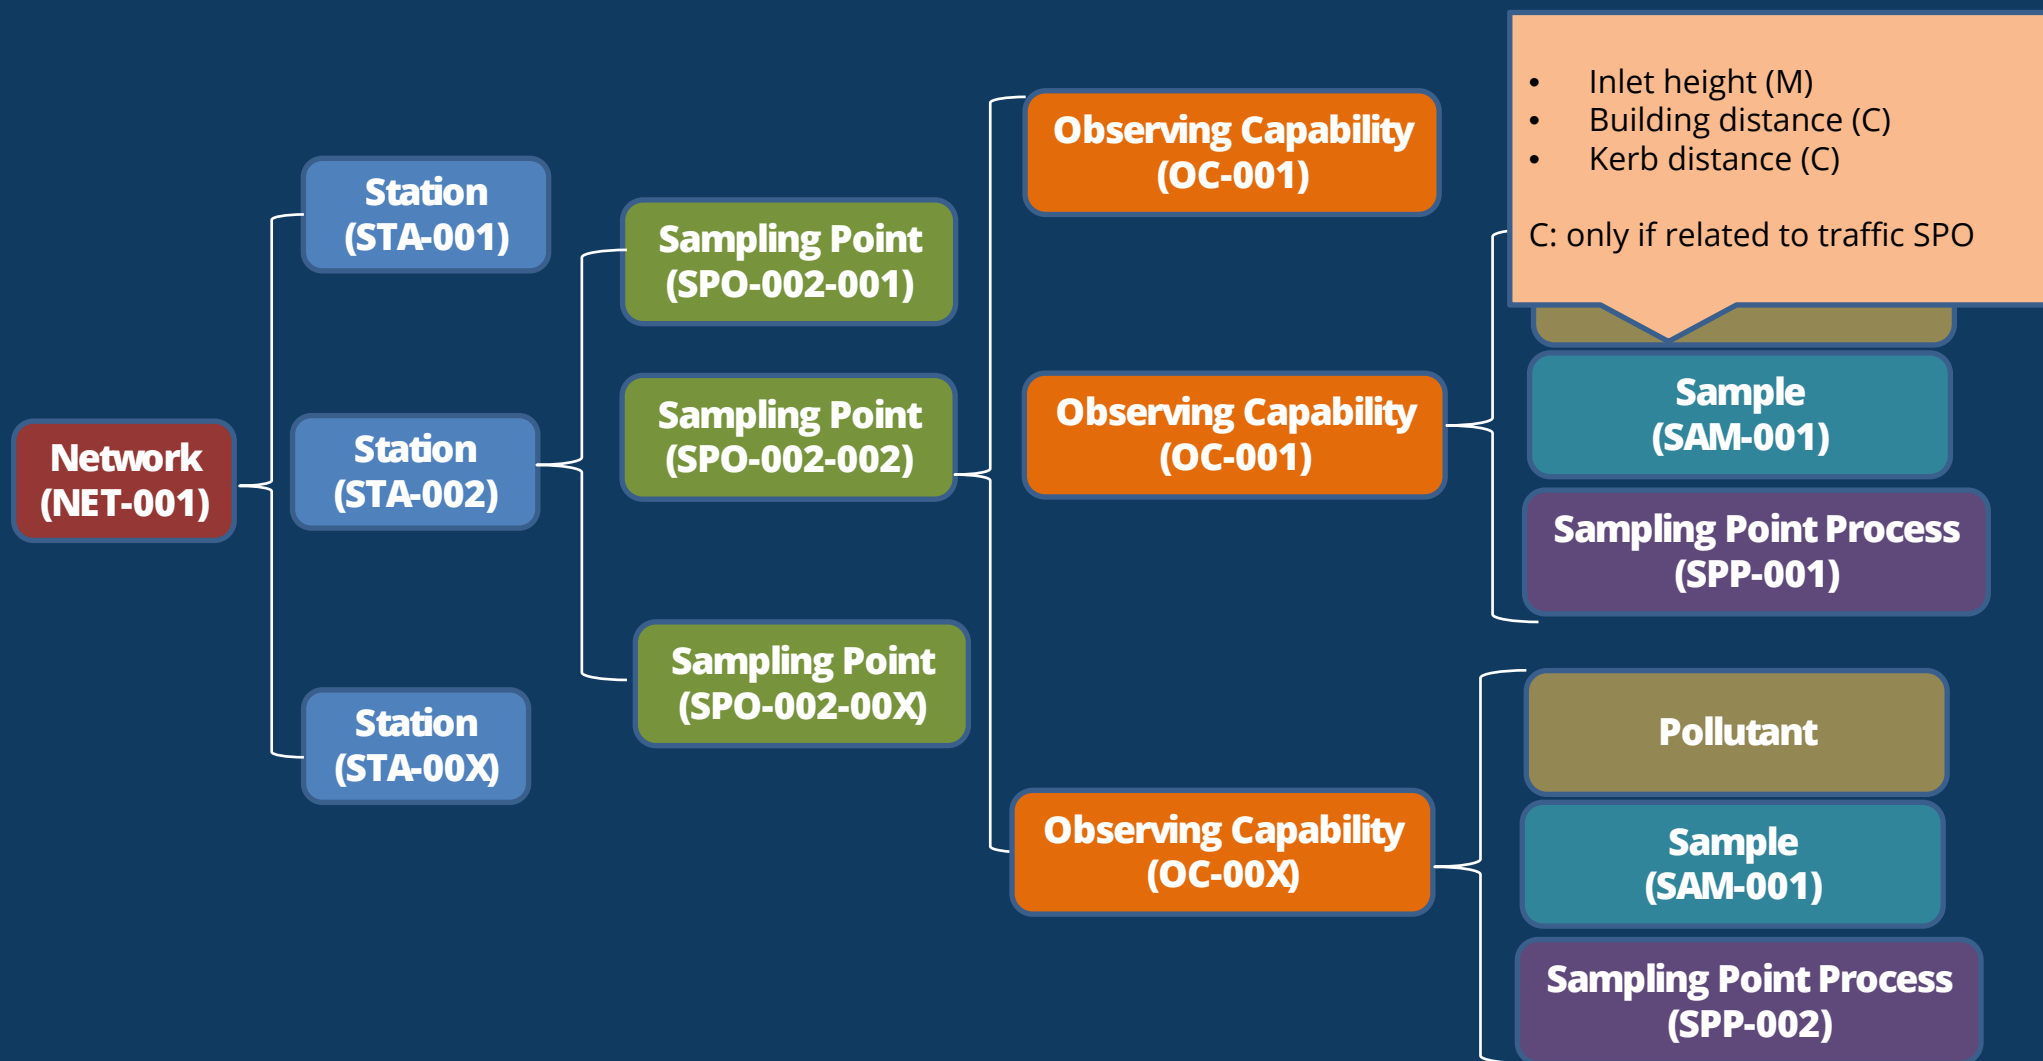 Network
(NET-001)
Station
(STA-001)
Station
(STA-002)
Station
(STA-00X)
Sampling Point
(SPO-002-001)
Sampling Point
(SPO-002-002)
Sampling Point
(SPO-002-00X)
Observing Capability
(OC-001)
Observing Capability
(OC-001)
Observing Capability
(OC-00X)
• Inlet height (M)
• Building distance (C)
• Kerb distance (C)
C: only if related to traffic SPO
Sample
(SAM-001)
Sampling Point Process
(SPP-001)
Pollutant
Sample
(SAM-001)
Sampling Point Process
(SPP-002)